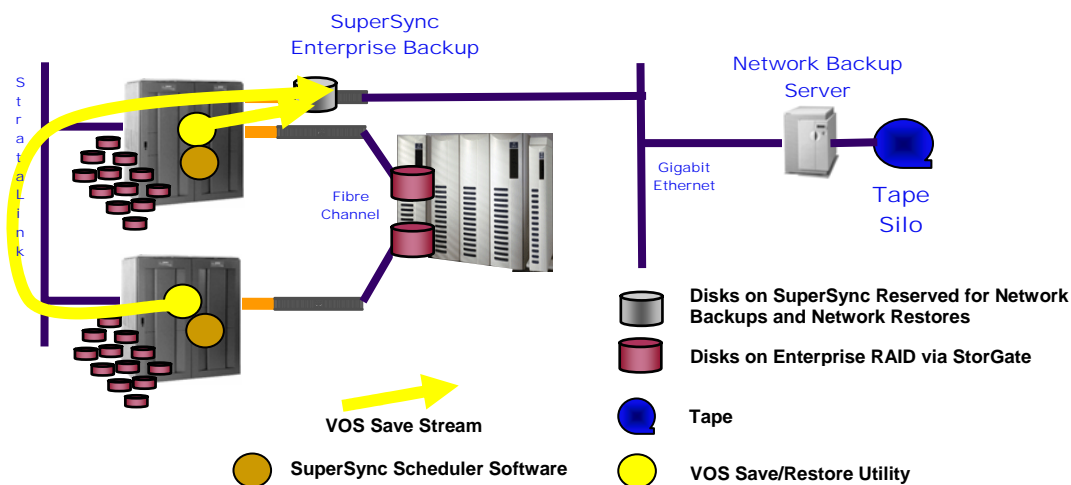 SuperSync
Enterprise Backup
StrataLink
Network Backup
Server
Gigabit
Ethernet
Fibre
Channel
Tape
Silo
Disks on SuperSync Reserved for Network
Backups and Network Restores
Disks on Enterprise RAID via StorGate
VOS Save Stream
Tape
SuperSync Scheduler Software
VOS Save/Restore Utility